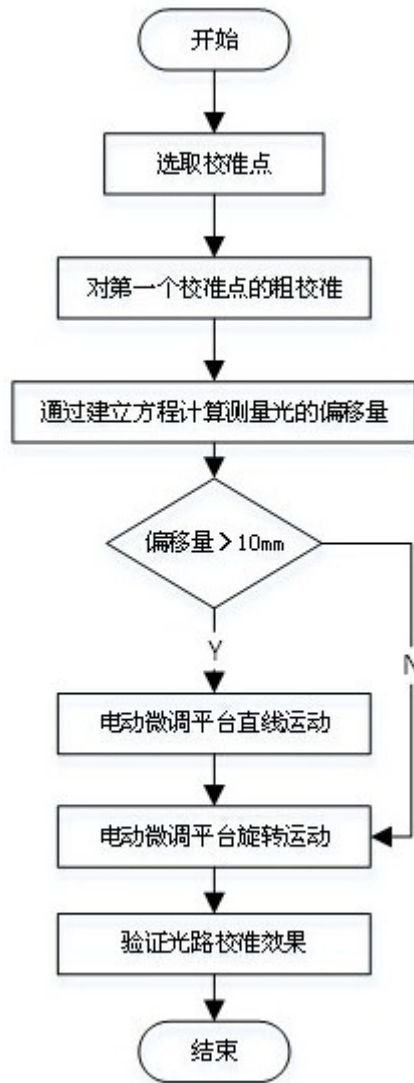 开始
选取校准点
对第一个校准点的粗校准
通过建立方程计算测量光的偏移量
偏移量＞10mm
Y
N
电动微调平台直线运动
电动微调平台旋转运动
验证光路校准效果
结束